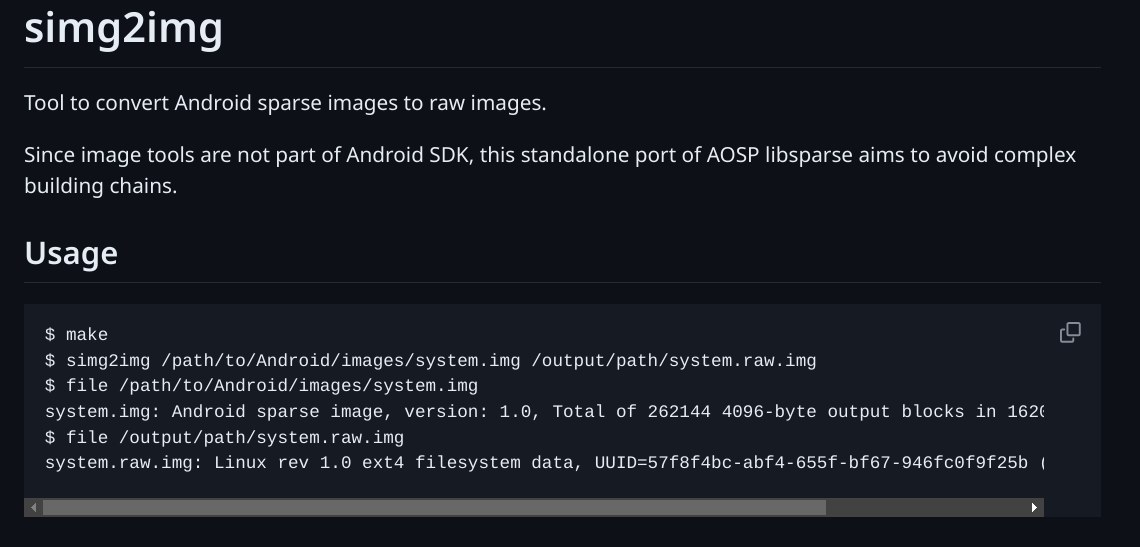 simg2img
Tool to convert Android sparse images to raw images.
Since image tools are not part of Android SDK, this standalone port of AOSP libsparse aims to avoid complex
building chains.
Usage
$ make
$ simg2img /path/to/Android/images/system.img /output/path/system.raw.img
$ file /path/to/Android/images/system.img
system.img: Android sparse image, version: 1.0, Total of 262144 4096-byte output blocks in 1620
$ file /output/path/system.raw.img
system.raw.img: Linux rev 1.0 ext4 filesystem data, UUID=57f8f4bc-abf4-655f-bf67-946fc0f9f25b (